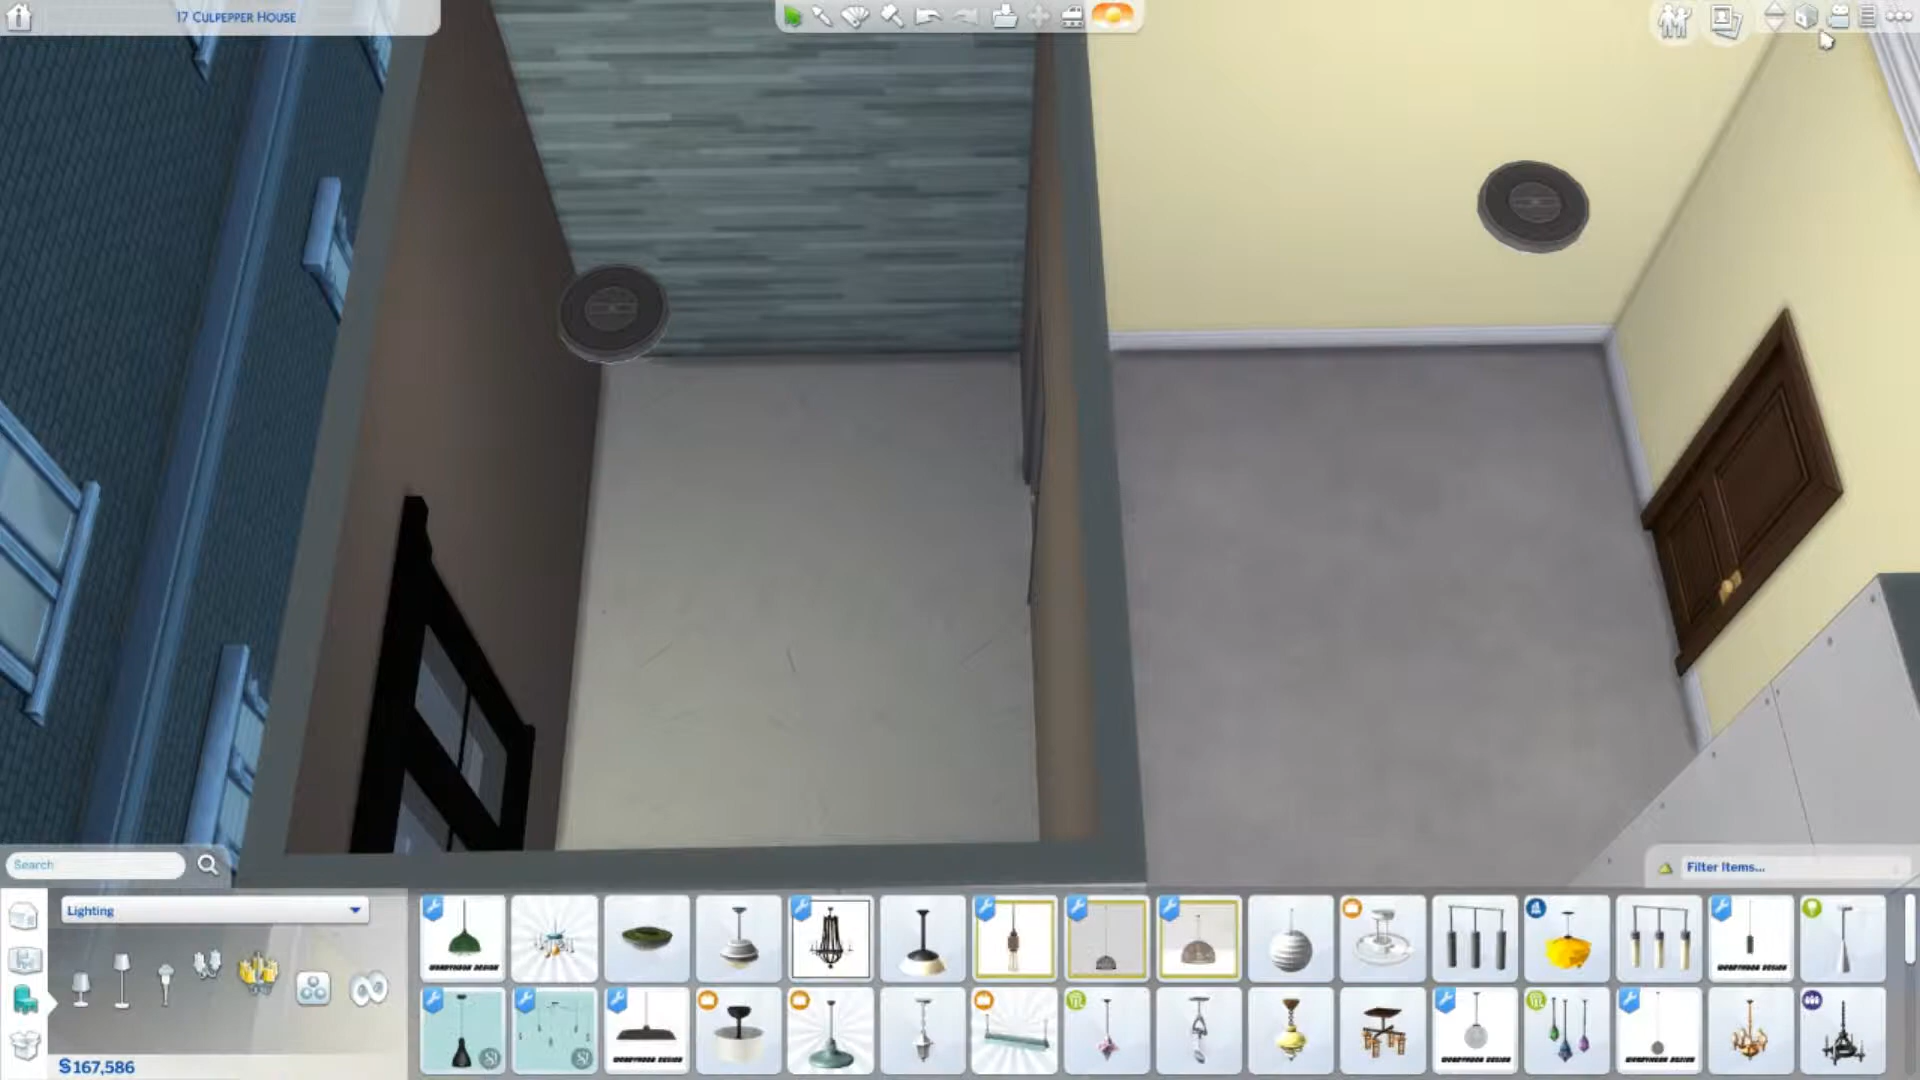 17 Culpepper House
Search
Filter Items...
Lighting
§167,586